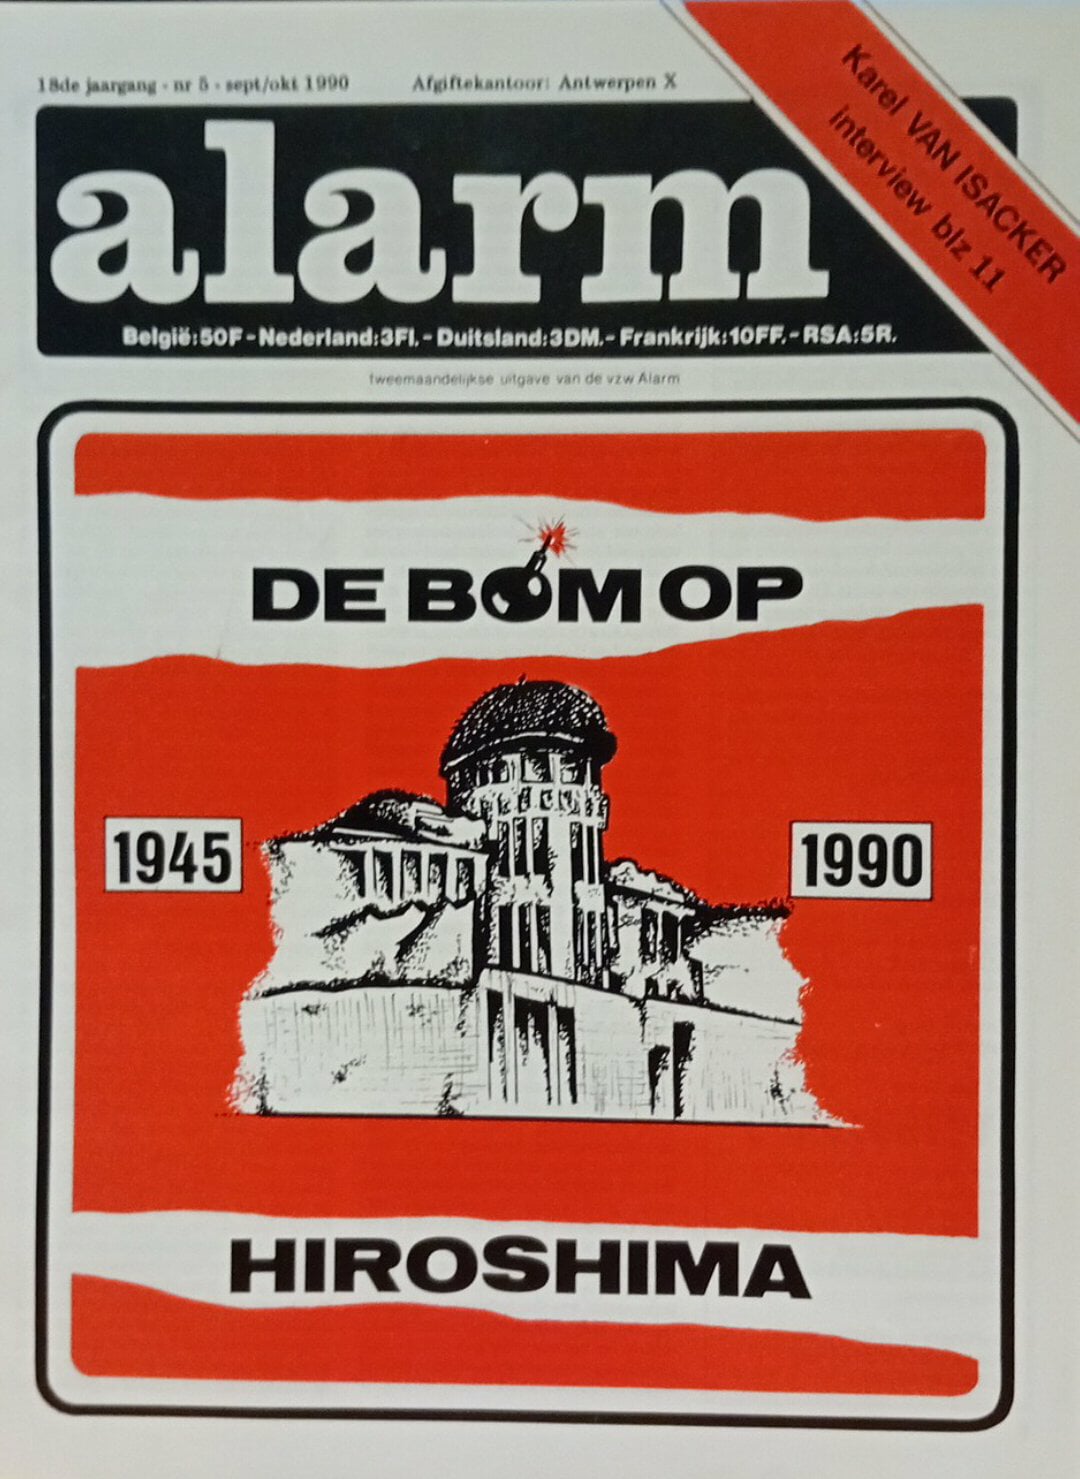 18de jaargang - nr 5 - sept/okt 1990 Afgiftekantoor: Antwerpen X
Karel VAN ISACKER
interview blz 11
alarm
België:50F-Nederland:3Fl.-Duitsland:3DM.-Frankrijk:10FF.-RSA:5R.
tweemaandelijkse uitgave van de vzw Alarm
DE BOM OP
1945
1990
HIROSHIMA